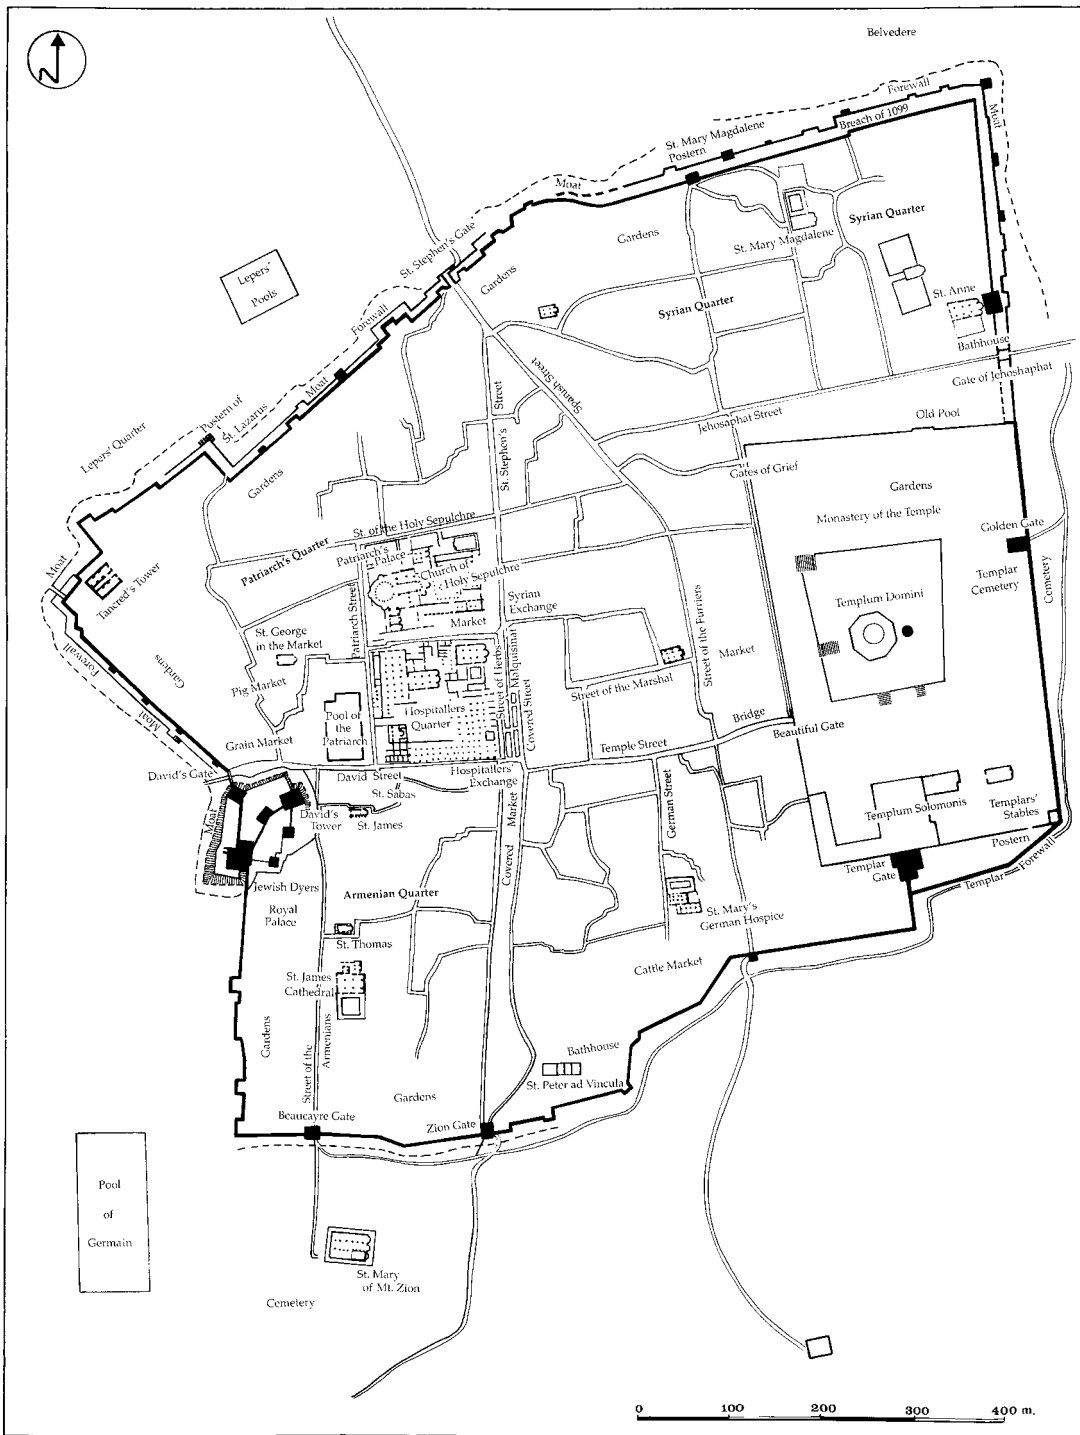 N
Belvedere
Forewall
Moat
Breach of 1099
St. Mary Magdalene
Postern
Moat
Syrian Quarter
Gardens
St. Mary Magdalene
St. Stephen's Gate
Gardens
Lepers'
Pools
St. Anne
Syrian Quarter
Forewall
Bathhouse
Gate of Jehoshaphat
Moat
Spanish Street
Street
St. Stephen's
Postern of
St. Lazarus
Jehosaphat Street
Old Pool
Lepers' Quarter
Gates of Grief
Gardens
Gardens
Monastery of the Temple
Golden Gate
St. of the Holy Sepulchre
Patriarch's Quarter
Patriarch's
Palace
Church of
Holy Sepulchre
Moat
Tancred's Tower
Templar
Cemetery
Cemetery
Templum Domini
Syrian
Exchange
Patriarch Street
Market
St. George
in the Market
Street of the Furriers
Market
Forewall
Gardens
Pig Market
Street of Herbs
Malquisinat
Covered Street
Street of the Marshal
Hospitallers
Quarter
Pool of
the
Patriarch
Moat
Bridge
Beautiful Gate
Grain Market
Temple Street
David's Gate
David Street
St. Sabas
Hospitallers'
Exchange
Moat
David's
Tower
St. James
Covered Market
German Street
Templum Solomonis
Templars'
Stables
Postern
Templar
Gate
Templar Forewall
Jewish Dyers
Armenian Quarter
Royal
Palace
St. Mary's
German Hospice
St. Thomas
Cattle Market
St. James
Cathedral
Gardens
Street of the
Armenians
Bathhouse
St. Peter ad Vincula
Gardens
Beaucayre Gate
Zion Gate
Pool
of
Germain
St. Mary
of Mt. Zion
Cemetery
0 100 200 300 400 m.